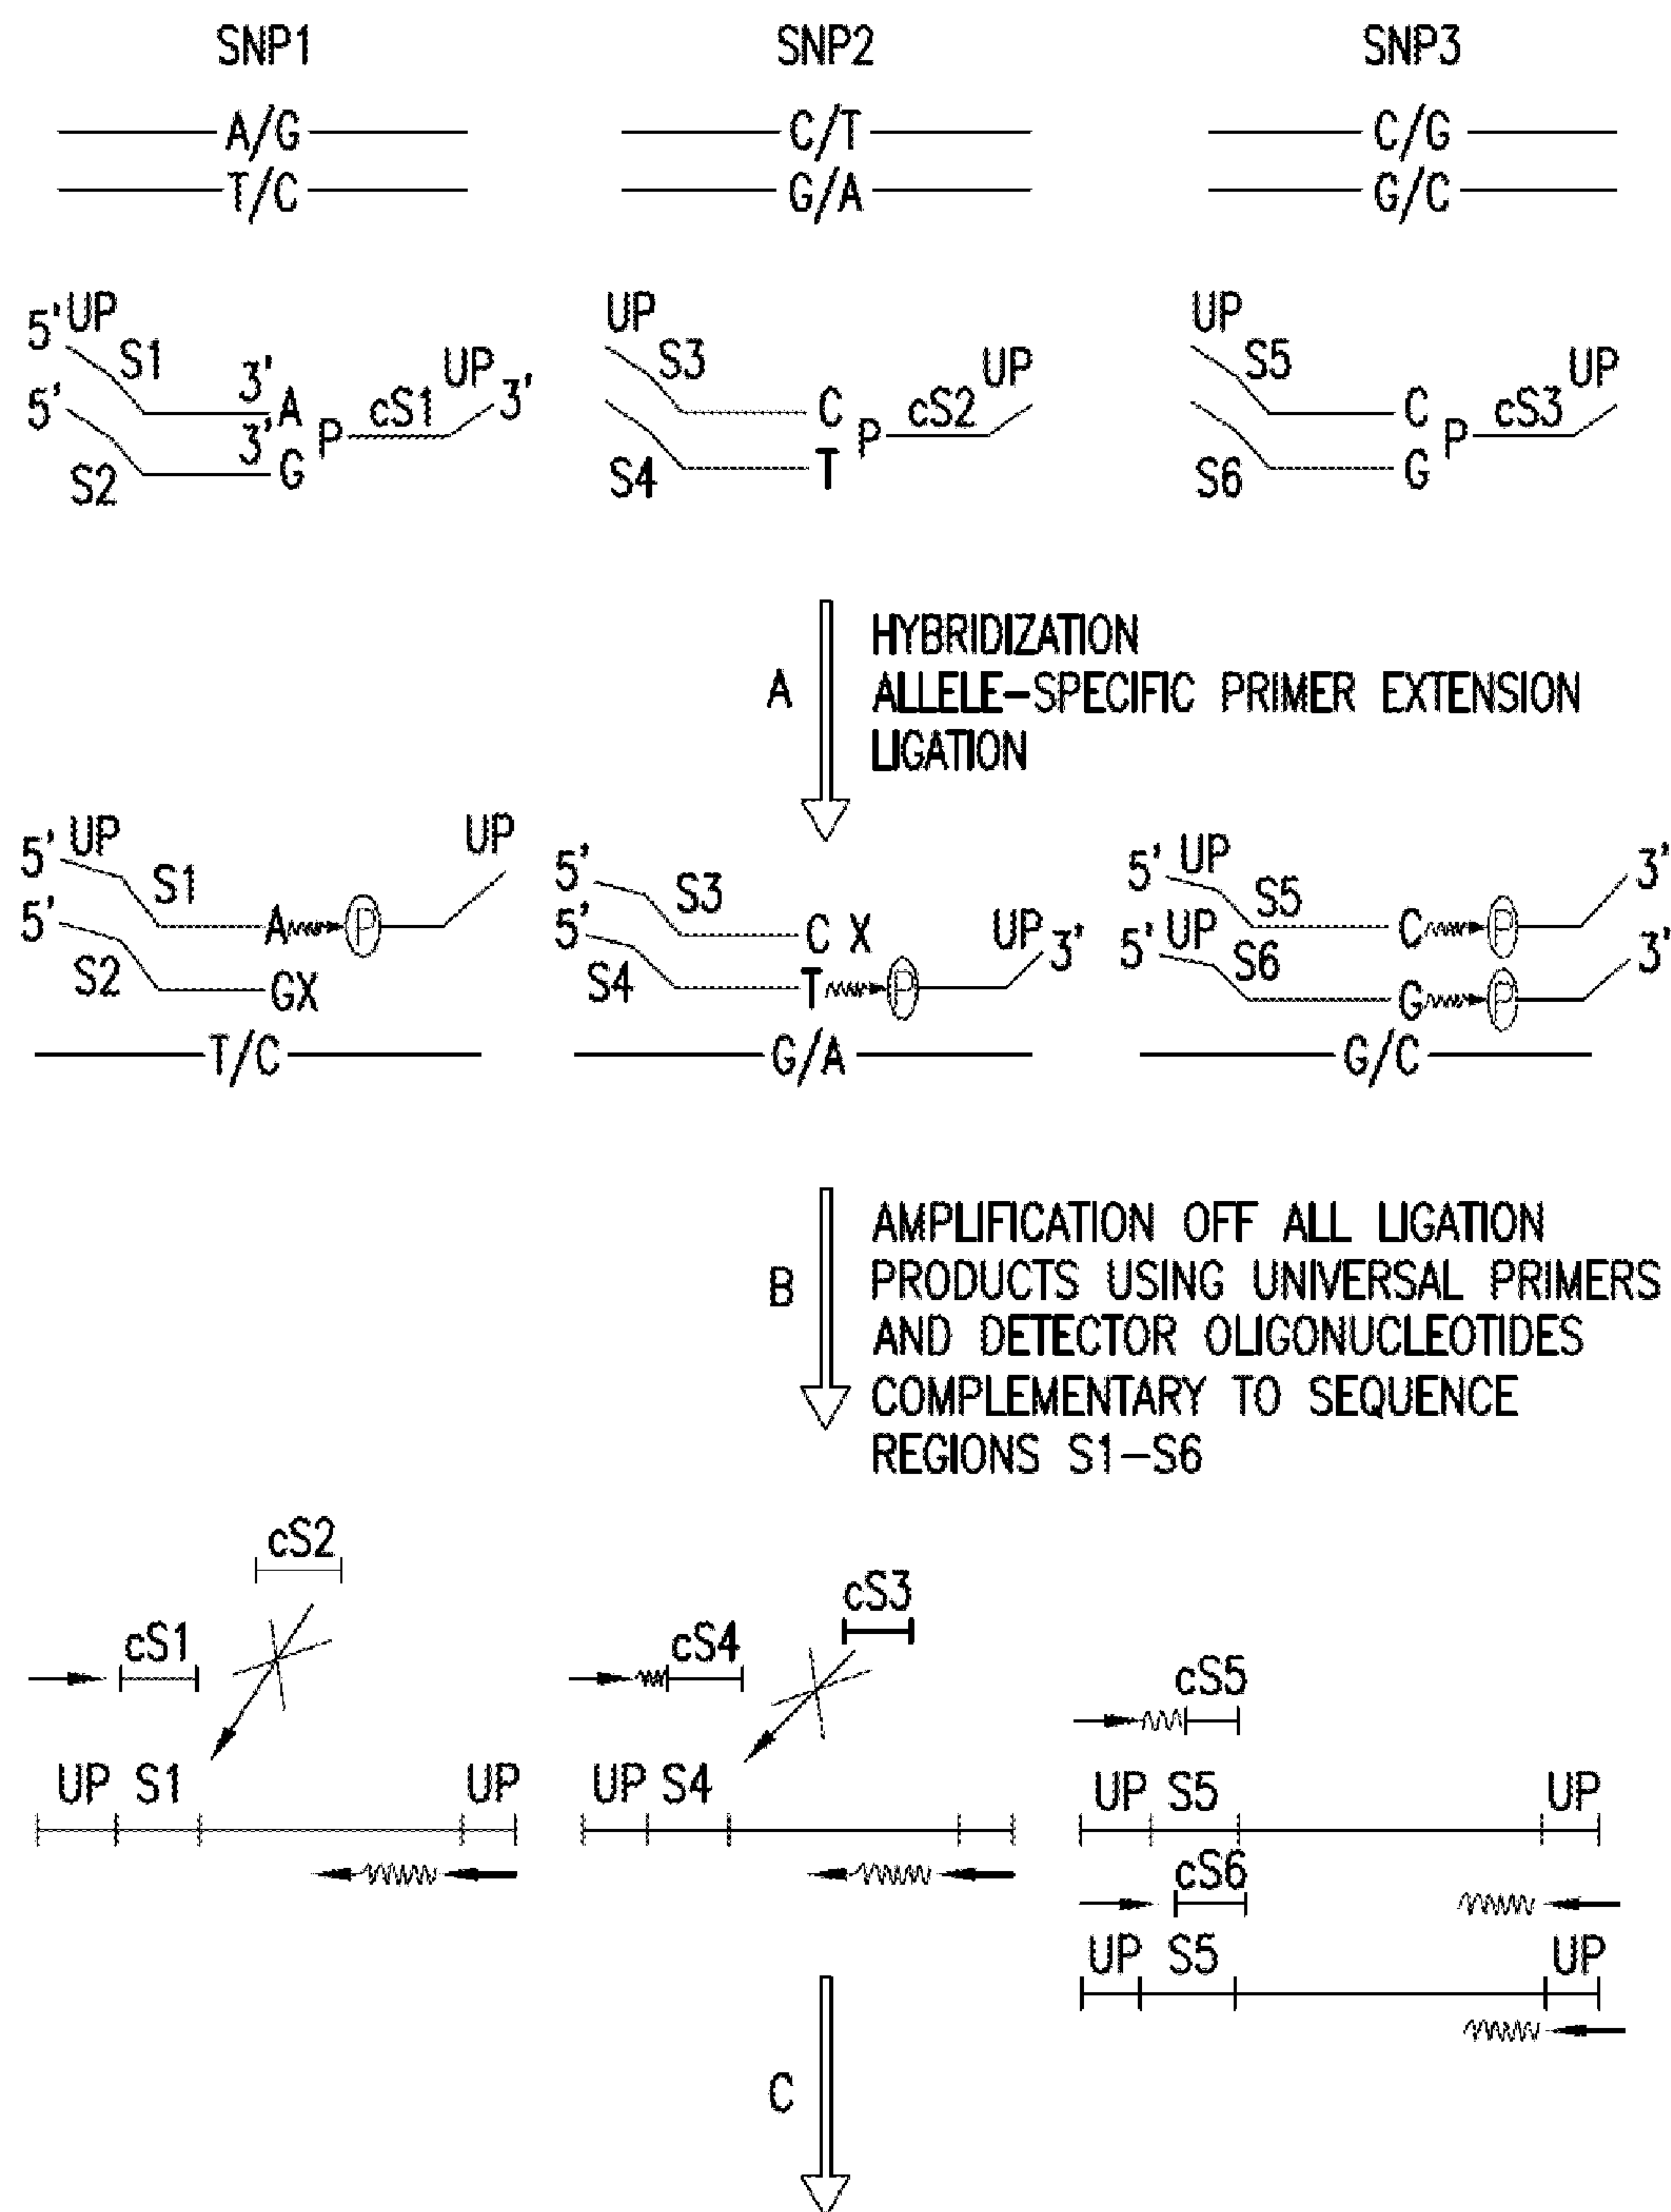 SNP1 SNP2 SNP3
A/G C/T C/G
T/C G/A G/C
5' UP UP UP
S1 S3 S5
5' 3' A cS1 UP 3' C cS2 UP C cS3 UP
3' G P T P G P
S2 S4 S6
A
HYBRIDIZATION
ALLELE-SPECIFIC PRIMER EXTENSION
LIGATION
5' UP UP 5' 5' UP 3'
S1 S3 S5
5' A P C X UP 3' 5' UP C P 3'
S2 GX 5' S4 T P S6 G P
T/C G/A G/C
B
AMPLIFICATION OFF ALL LIGATION
PRODUCTS USING UNIVERSAL PRIMERS
AND DETECTOR OLIGONUCLEOTIDES
COMPLEMENTARY TO SEQUENCE
REGIONS S1-S6
cS2 cS3
cS1 cS4 cS5
UP S1 UP UP S4 UP S5 UP
cS6
UP S5 UP
C